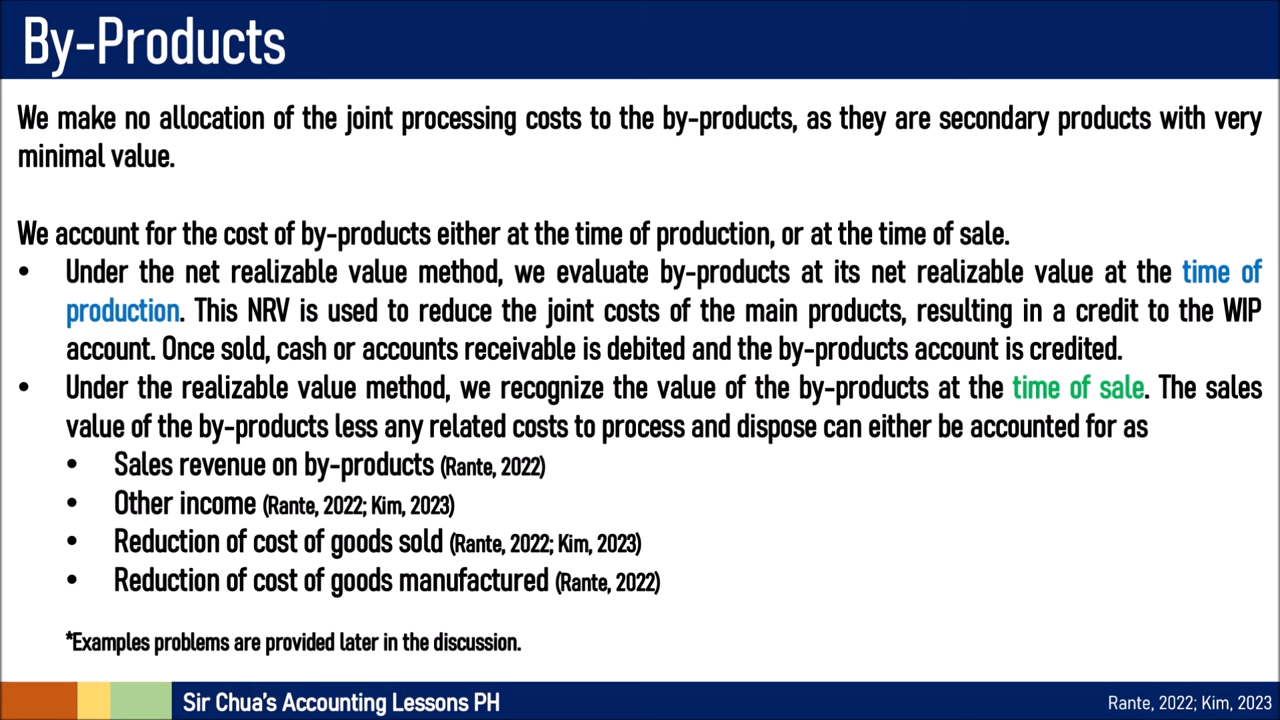 By-Products
We make no allocation of the joint processing costs to the by-products, as they are secondary products with very
minimal value.
We account for the cost of by-products either at the time of production, or at the time of sale.
• Under the net realizable value method, we evaluate by-products at its net realizable value at the time of
production. This NRV is used to reduce the joint costs of the main products, resulting in a credit to the WIP
account. Once sold, cash or accounts receivable is debited and the by-products account is credited.
• Under the realizable value method, we recognize the value of the by-products at the time of sale. The sales
value of the by-products less any related costs to process and dispose can either be accounted for as
• Sales revenue on by-products (Rante, 2022)
• Other income (Rante, 2022; Kim, 2023)
• Reduction of cost of goods sold (Rante, 2022; Kim, 2023)
• Reduction of cost of goods manufactured (Rante, 2022)
*Examples problems are provided later in the discussion.
Sir Chua's Accounting Lessons PH
Rante, 2022; Kim, 2023